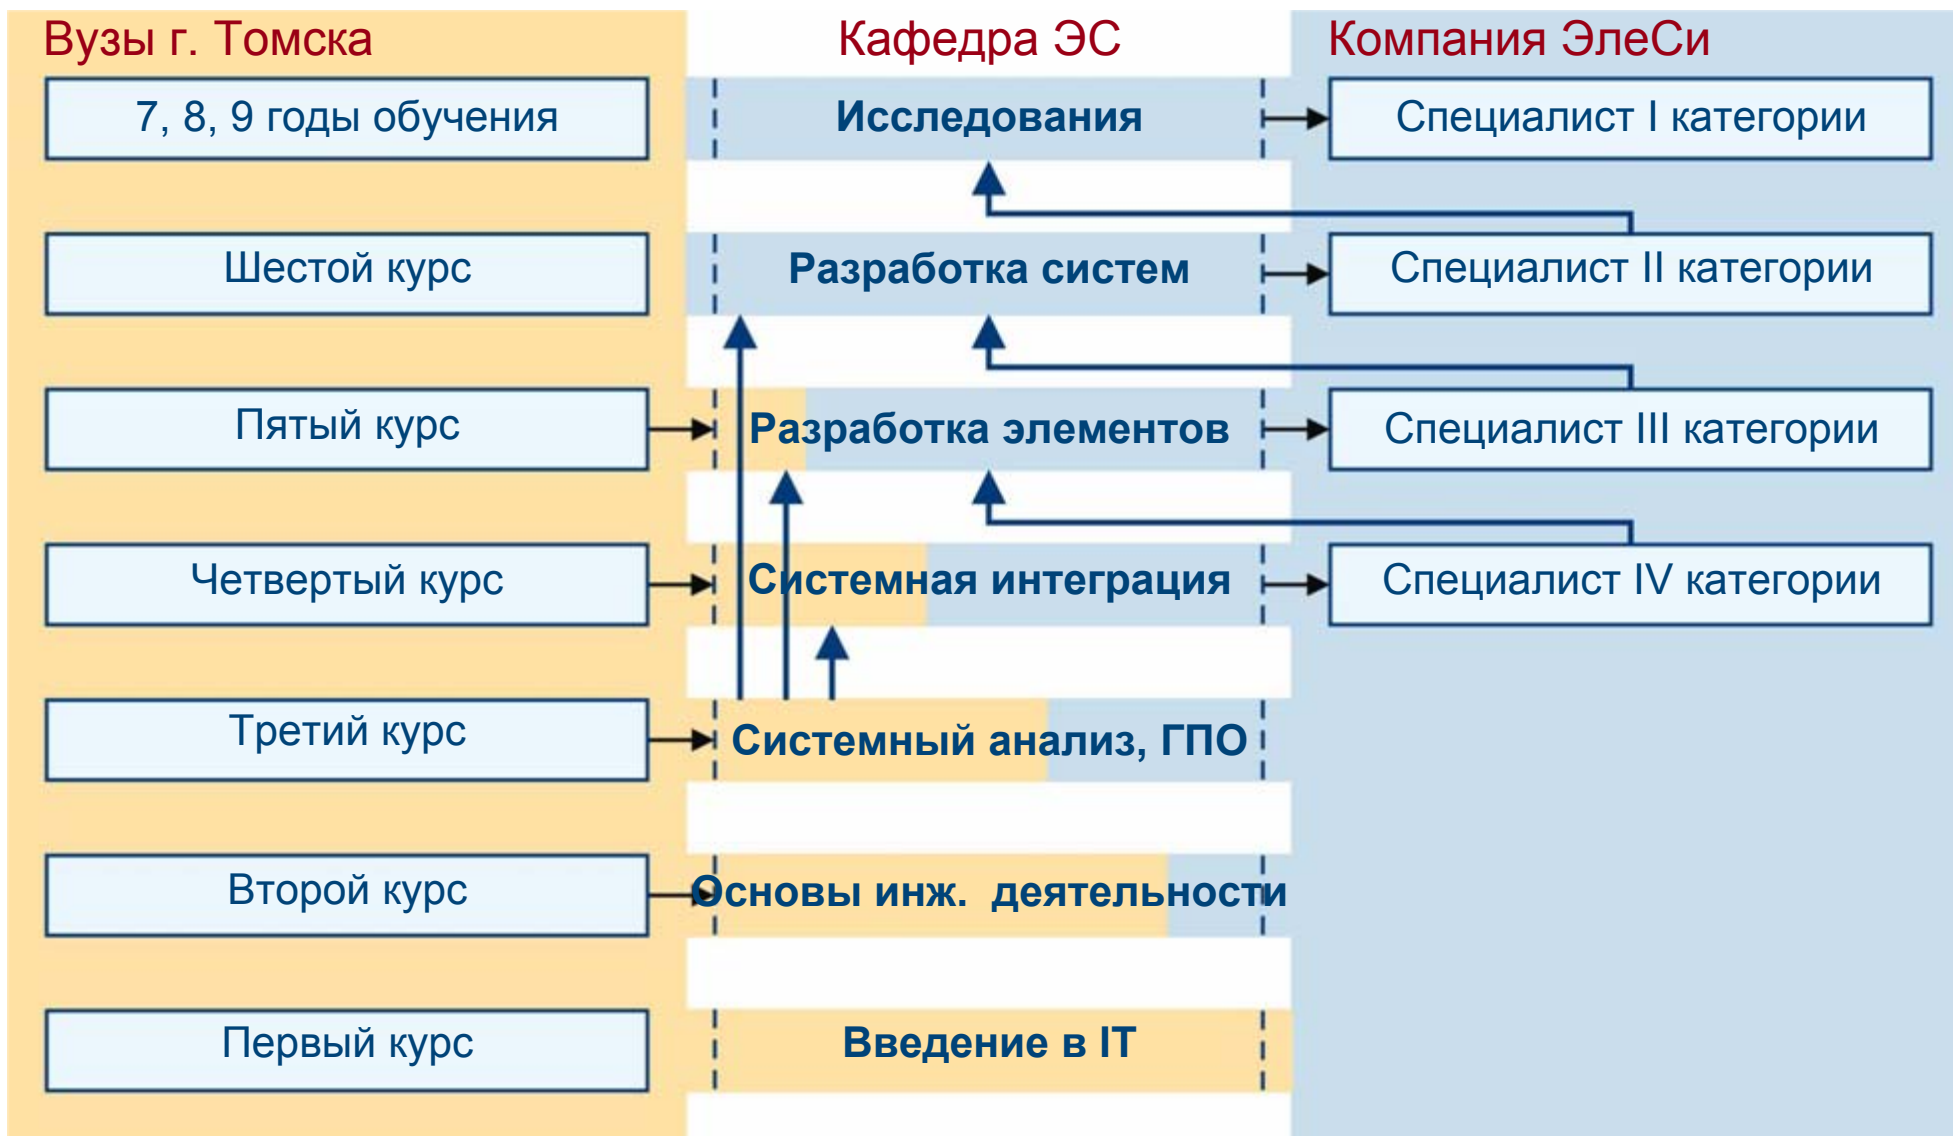 Вузы г. Томска
Кафедра ЭС
Компания ЭлеСи
7, 8, 9 годы обучения
Исследования
Специалист I категории
Шестой курс
Разработка систем
Специалист II категории
Пятый курс
Разработка элементов
Специалист III категории
Четвертый курс
Системная интеграция
Специалист IV категории
Третий курс
Системный анализ, ГПО
Второй курс
Основы инж. деятельности
Первый курс
Введение в IT